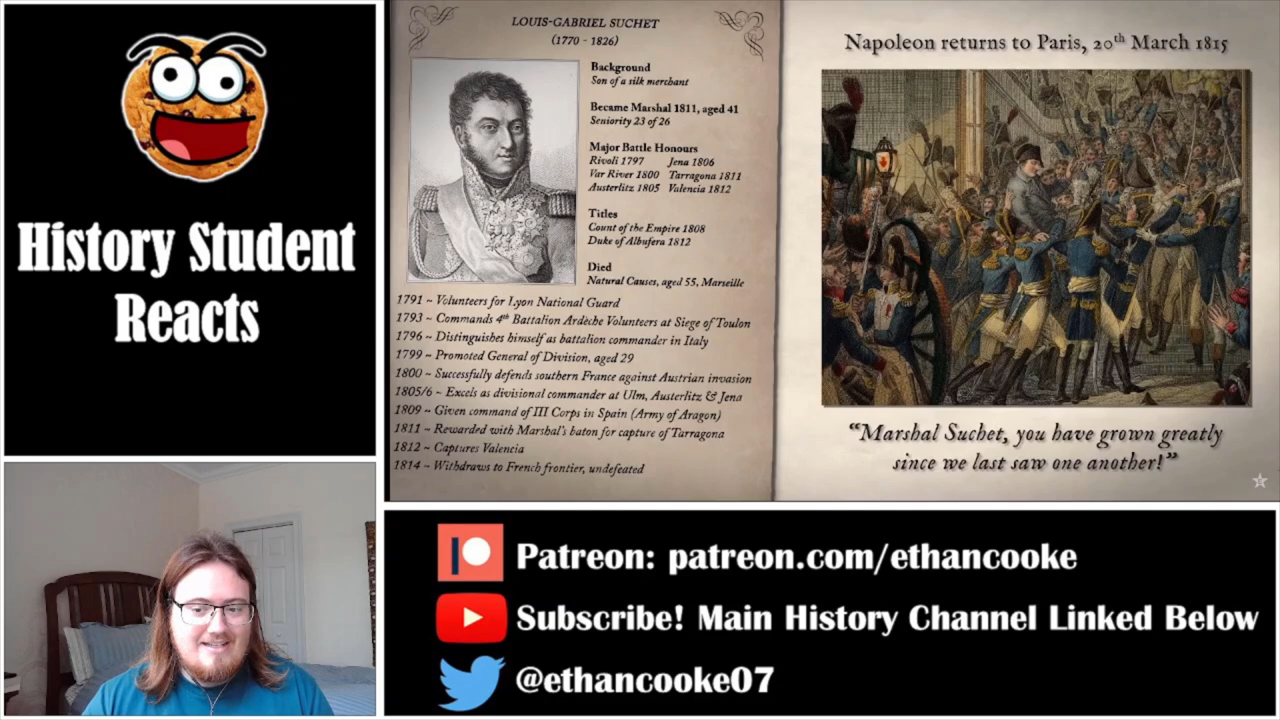 History Student
Reacts
LOUIS-GABRIEL SUCHET
(1770 - 1826)
Background
Son of a silk merchant
Became Marshal 1811, aged 41
Seniority 23 of 26
Major Battle Honours
Rivoli 1797 Jena 1806
Var River 1800 Tarragona 1811
Austerlitz 1805 Valencia 1812
Titles
Count of the Empire 1808
Duke of Albufera 1812
Died
Natural Causes, aged 55, Marseille
1791 ~ Volunteers for Lyon National Guard
1793 ~ Commands 4th Battalion Ardèche Volunteers at Siege of Toulon
1796 ~ Distinguishes himself as battalion commander in Italy
1799 ~ Promoted General of Division, aged 29
1800 ~ Successfully defends southern France against Austrian invasion
1805/6 ~ Excels as divisional commander at Ulm, Austerlitz & Jena
1809 ~ Given command of III Corps in Spain (Army of Aragon)
1811 ~ Rewarded with Marshal's baton for capture of Tarragona
1812 ~ Captures Valencia
1814 ~ Withdraws to French frontier, undefeated
Napoleon returns to Paris, 20th March 1815
“Marshal Suchet, you have grown greatly
since we last saw one another!”
Patreon: patreon.com/ethancooke
Subscribe! Main History Channel Linked Below
@ethancooke07